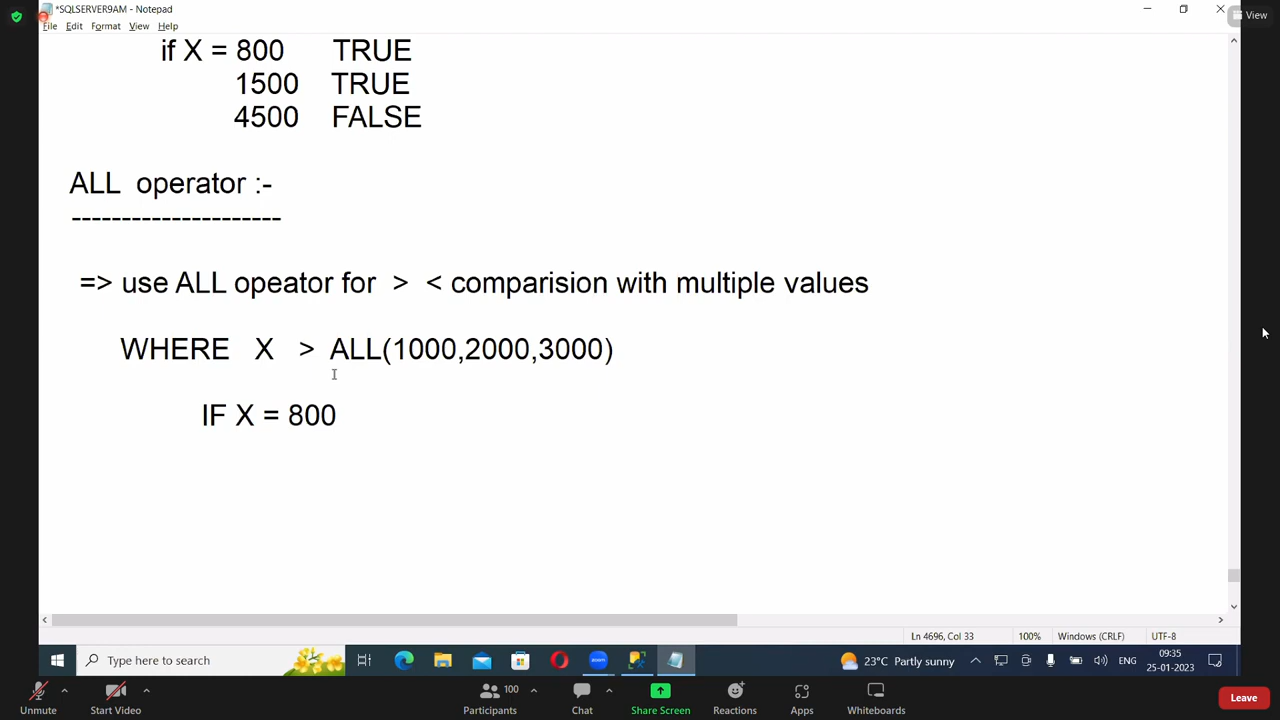 *SQLSERVER9AM - Notepad
View
File Edit Format View Help
if X = 800 TRUE
1500 TRUE
4500 FALSE
ALL operator :-
---------------------
=> use ALL opeator for > < comparision with multiple values
WHERE X > ALL(1000,2000,3000)
IF X = 800
Ln 4696, Col 33 100% Windows (CRLF) UTF-8
Type here to search 23°C Partly sunny ENG 09:35
25-01-2023
zoom
100
Unmute Start Video Participants Chat Share Screen Reactions Apps Whiteboards Leave